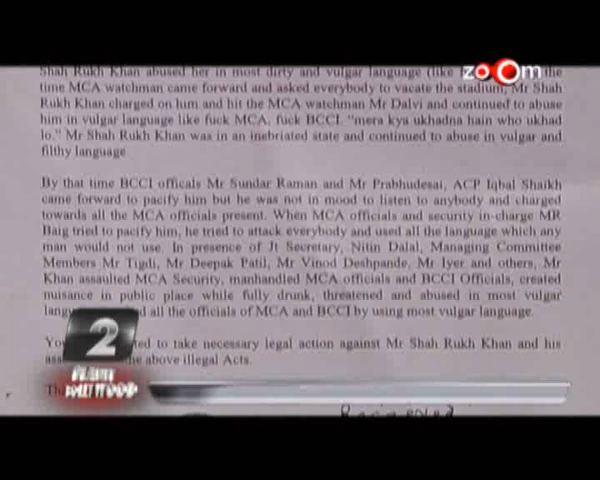 zoom
Shah Rukh Khan abused her in most dirty and vulgar language (like the
time MCA watchman came forward and asked everybody to vacate the stadium, Mr Shah
Rukh Khan charged on him and hit the MCA watchman Mr Dalvi and continued to abuse
him in vulgar language like fuck MCA, fuck BCCI. "mera kya ukhadna hain who ukhad
lo." Mr Shah Rukh Khan was in an inebriated state and continued to abuse in vulgar and
filthy language
By that time BCCI officals Mr Sundar Raman and Mr Prabhudesai, ACP Iqbal Shaikh
came forward to pacify him but he was not in mood to listen to anybody and charged
towards all the MCA officials present. When MCA officials and security in-charge MR
Baig tried to pacify him, he tried to attack everybody and used all the language which any
man would not use. In presence of Jt Secretary, Nitin Dalal, Managing Committee
Members Mr Tigdi, Mr Deepak Patil, Mr Vinod Deshpande, Mr Iyer and others, Mr
Khan assaulted MCA Security, manhandled MCA officials and BCCI Officials, created
nuisance in public place while fully drunk, threatened and abused in most vulgar
all the officials of MCA and BCCI by using most vulgar language.
to take necessary legal action against Mr Shah Rukh Khan and his
above illegal Acts.
2
PLANET
BOLLYWOOD